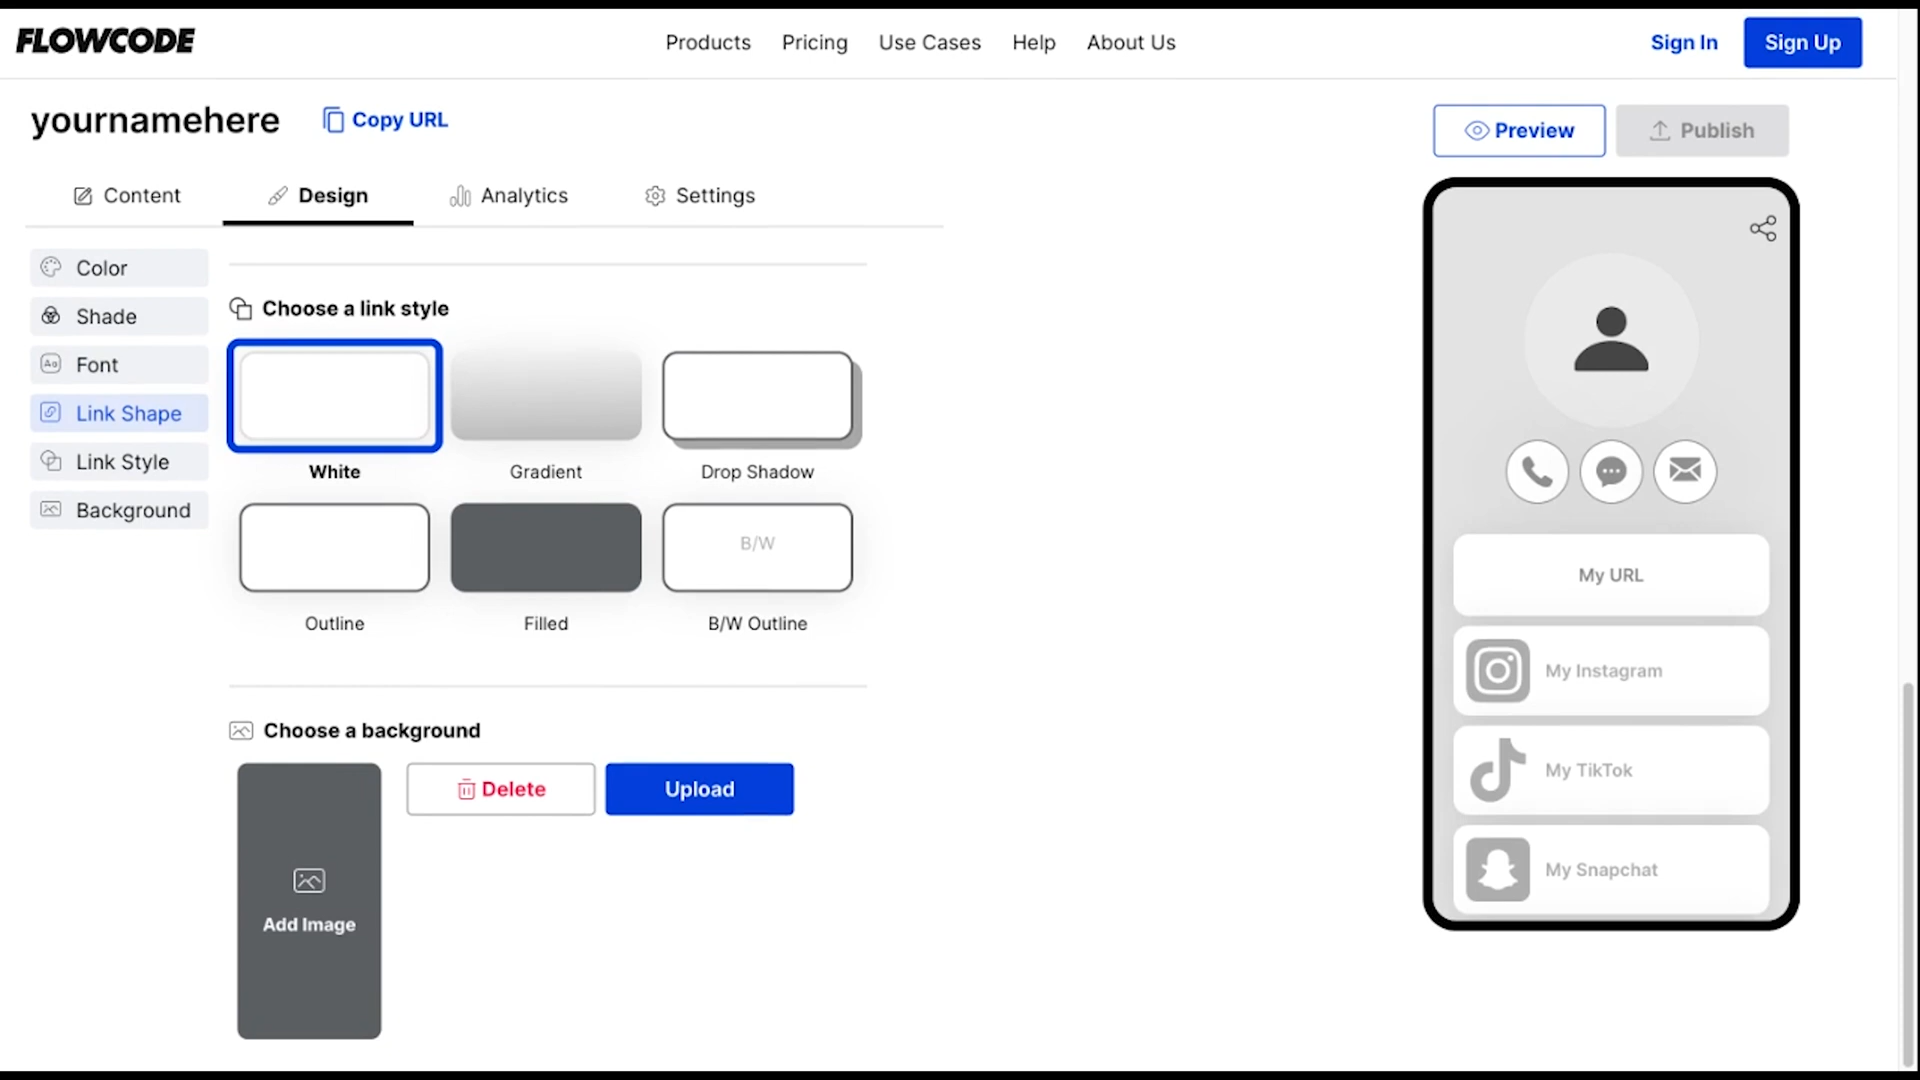 FLOWCODE
Products Pricing Use Cases Help About Us
Sign In Sign Up
yournamehere Copy URL
Preview Publish
Content Design Analytics Settings
Color
Shade
Aa Font
Link Shape
Link Style
Background
Choose a link style
White Gradient Drop Shadow
B/W
Outline Filled B/W Outline
Choose a background
Delete Upload
Add Image
My URL
My Instagram
My TikTok
My Snapchat